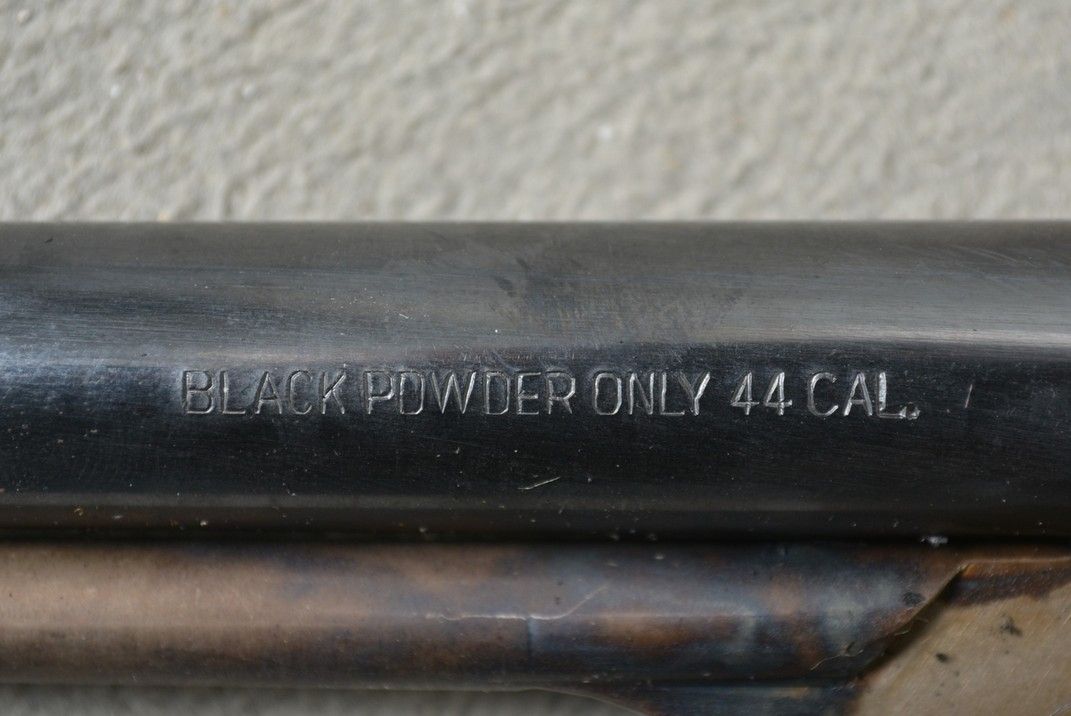 BLACK POWDER ONLY 44 CAL.